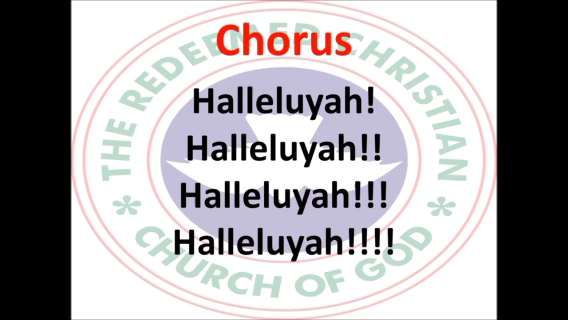 Chorus
Halleluyah!
Halleluyah!!
Halleluyah!!!
Halleluyah!!!!
THE REDEEMED CHRISTIAN
* CHURCH OF GOD *